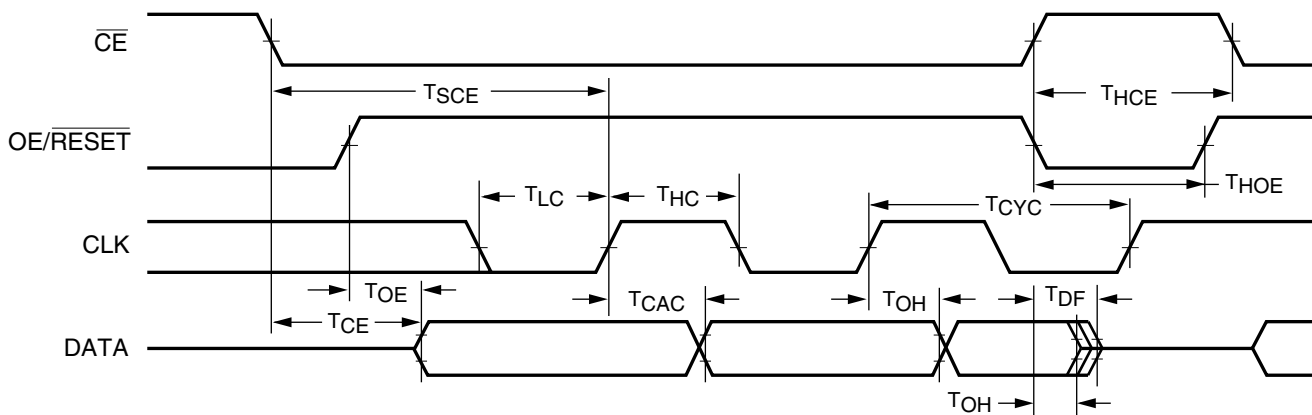 CE
TSCE
THCE
OE/RESET
TLC
THC
TCYC
THOE
CLK
TOE
TCAC
TOH
TDF
TCE
DATA
TOH